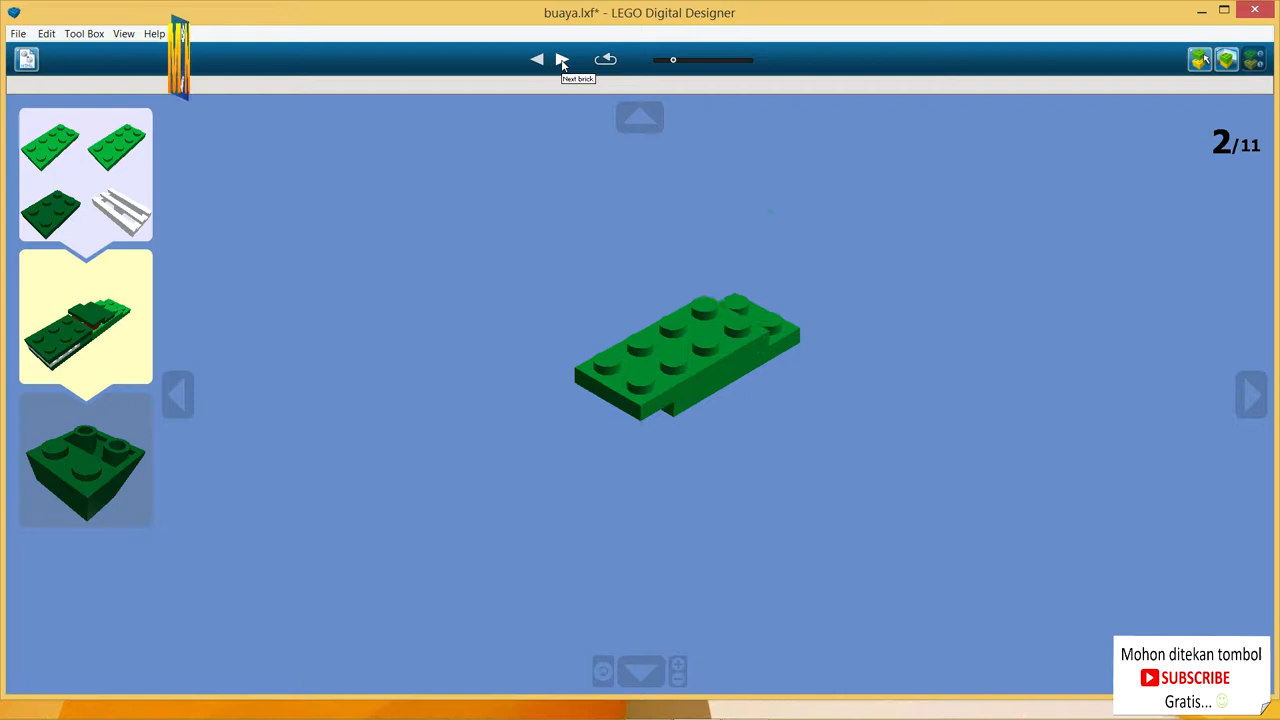 buaya.lxf* - LEGO Digital Designer
File Edit Tool Box View Help
Next brick
2/11
Mohon ditekan tombol
SUBSCRIBE
Gratis...